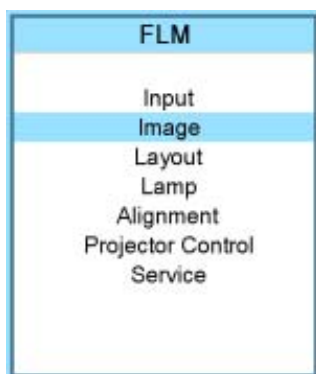 FLM
Input
Image
Layout
Lamp
Alignment
Projector Control
Service